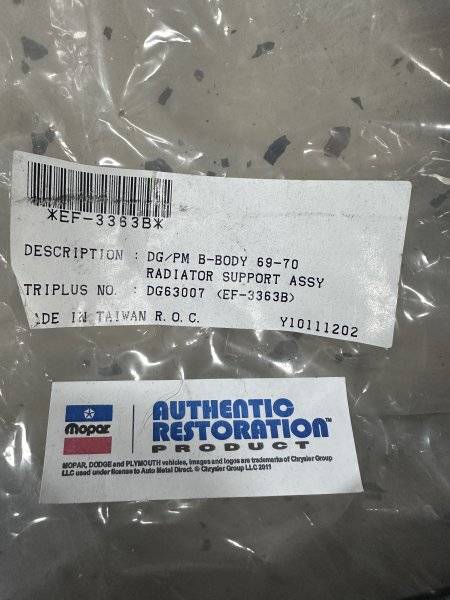 *EF-3363B*
DESCRIPTION : DG/PM B-BODY 69-70
RADIATOR SUPPORT ASSY
TRIPLUS NO. : DG63007 <EF-3363B>
ADE IN TAIWAN R.O.C. Y10111202
Mopar
AUTHENTIC
RESTORATION™
PRODUCT
MOPAR, DODGE and PLYMOUTH vehicles, images and logos are trademarks of Chrysler Group
LLC used under license to Auto Metal Direct. © Chrysler Group LLC 2011